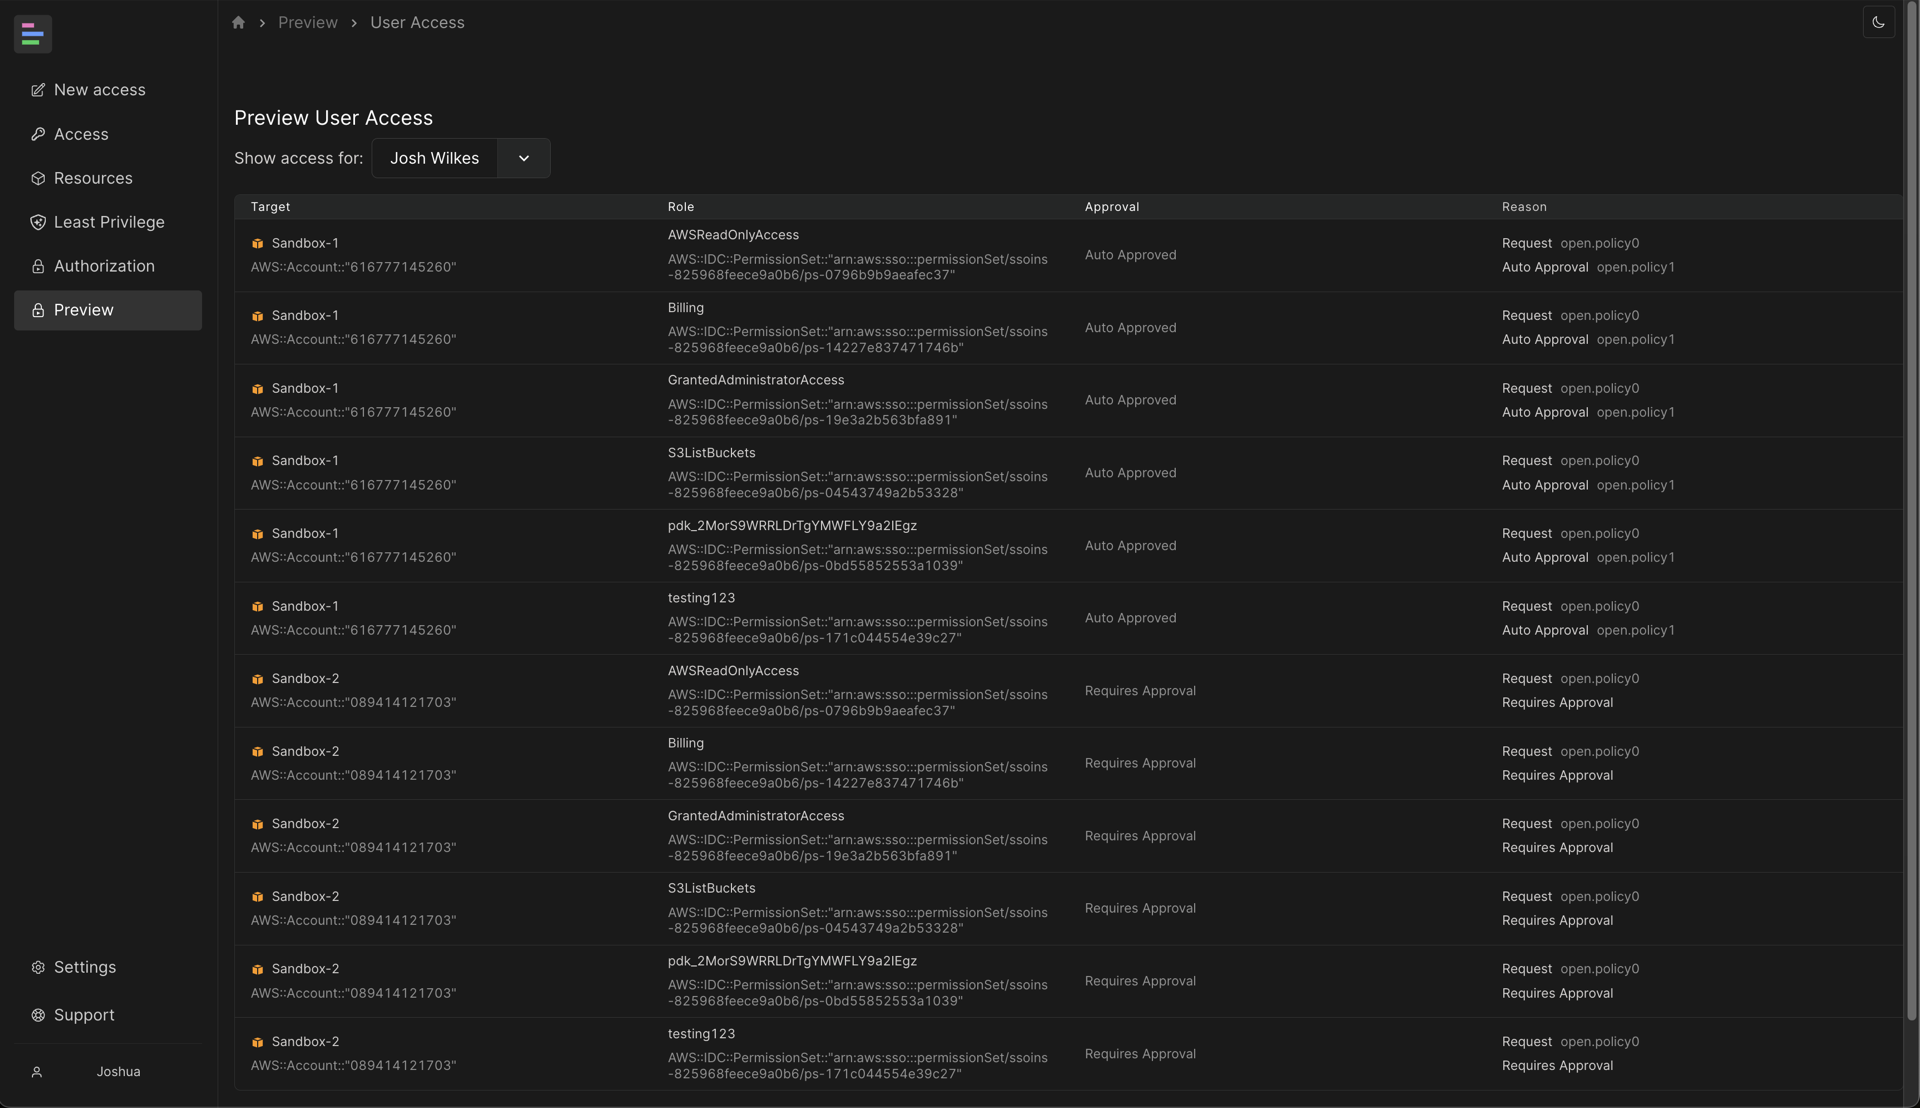 Preview
User Access
New access
Access
Resources
Least Privilege
Authorization
Preview
Settings
Support
Joshua
Preview User Access
Show access for:
Josh Wilkes
Target Role Approval Reason
Sandbox-1
AWS::Account::"616777145260"
AWSReadOnlyAccess
AWS::IDC::PermissionSet::"arn:aws:sso:::permissionSet/ssoins
-825968feece9a0b6/ps-0796b9b9aeafec37"
Auto Approved
Request open.policy0
Auto Approval open.policy1
Sandbox-1
AWS::Account::"616777145260"
Billing
AWS::IDC::PermissionSet::"arn:aws:sso:::permissionSet/ssoins
-825968feece9a0b6/ps-14227e837471746b"
Auto Approved
Request open.policy0
Auto Approval open.policy1
Sandbox-1
AWS::Account::"616777145260"
GrantedAdministratorAccess
AWS::IDC::PermissionSet::"arn:aws:sso:::permissionSet/ssoins
-825968feece9a0b6/ps-19e3a2b563bfa891"
Auto Approved
Request open.policy0
Auto Approval open.policy1
Sandbox-1
AWS::Account::"616777145260"
S3ListBuckets
AWS::IDC::PermissionSet::"arn:aws:sso:::permissionSet/ssoins
-825968feece9a0b6/ps-04543749a2b53328"
Auto Approved
Request open.policy0
Auto Approval open.policy1
Sandbox-1
AWS::Account::"616777145260"
pdk_2MorS9WRRLDrTgYMWFLY9a2IEgz
AWS::IDC::PermissionSet::"arn:aws:sso:::permissionSet/ssoins
-825968feece9a0b6/ps-0bd55852553a1039"
Auto Approved
Request open.policy0
Auto Approval open.policy1
Sandbox-1
AWS::Account::"616777145260"
testing123
AWS::IDC::PermissionSet::"arn:aws:sso:::permissionSet/ssoins
-825968feece9a0b6/ps-171c044554e39c27"
Auto Approved
Request open.policy0
Auto Approval open.policy1
Sandbox-2
AWS::Account::"089414121703"
AWSReadOnlyAccess
AWS::IDC::PermissionSet::"arn:aws:sso:::permissionSet/ssoins
-825968feece9a0b6/ps-0796b9b9aeafec37"
Requires Approval
Request open.policy0
Requires Approval
Sandbox-2
AWS::Account::"089414121703"
Billing
AWS::IDC::PermissionSet::"arn:aws:sso:::permissionSet/ssoins
-825968feece9a0b6/ps-14227e837471746b"
Requires Approval
Request open.policy0
Requires Approval
Sandbox-2
AWS::Account::"089414121703"
GrantedAdministratorAccess
AWS::IDC::PermissionSet::"arn:aws:sso:::permissionSet/ssoins
-825968feece9a0b6/ps-19e3a2b563bfa891"
Requires Approval
Request open.policy0
Requires Approval
Sandbox-2
AWS::Account::"089414121703"
S3ListBuckets
AWS::IDC::PermissionSet::"arn:aws:sso:::permissionSet/ssoins
-825968feece9a0b6/ps-04543749a2b53328"
Requires Approval
Request open.policy0
Requires Approval
Sandbox-2
AWS::Account::"089414121703"
pdk_2MorS9WRRLDrTgYMWFLY9a2IEgz
AWS::IDC::PermissionSet::"arn:aws:sso:::permissionSet/ssoins
-825968feece9a0b6/ps-0bd55852553a1039"
Requires Approval
Request open.policy0
Requires Approval
Sandbox-2
AWS::Account::"089414121703"
testing123
AWS::IDC::PermissionSet::"arn:aws:sso:::permissionSet/ssoins
-825968feece9a0b6/ps-171c044554e39c27"
Requires Approval
Request open.policy0
Requires Approval